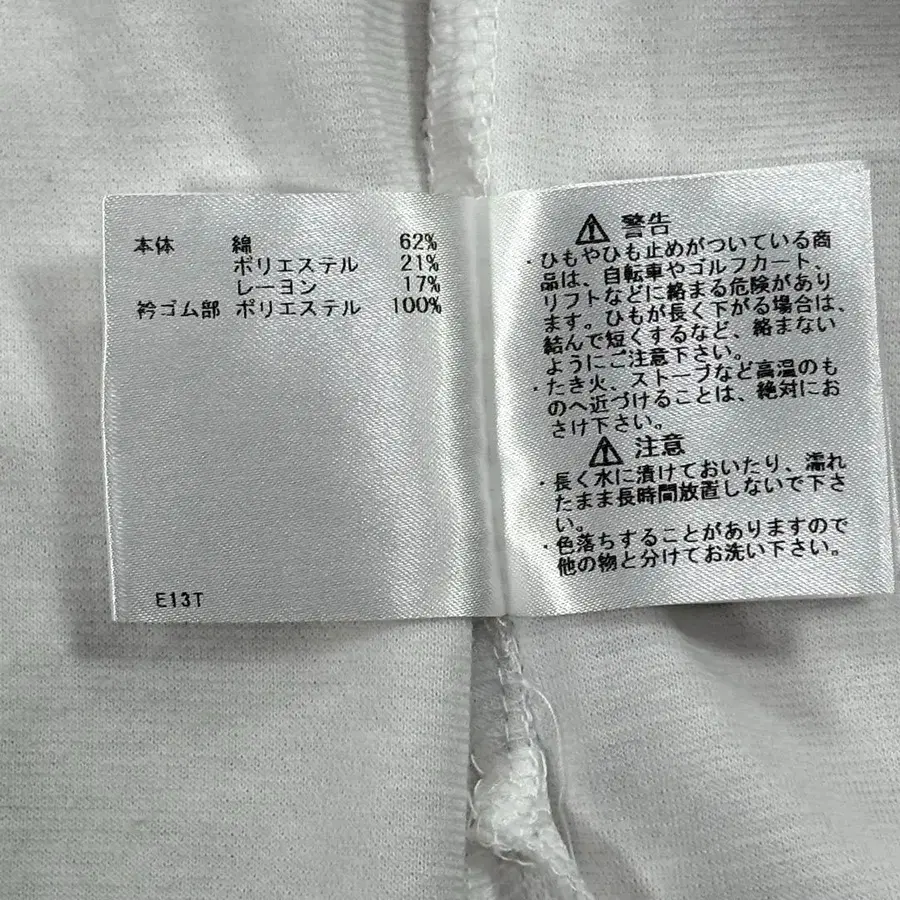 本体 綿 62%
ポリエステル 21%
レーヨン 17%
衿ゴム部 ポリエステル 100%
E13T
警告
・ひもやひも止めがついている商
品は、自転車やゴルフカート、
リフトなどに絡まる危険があり
ます。ひもが長く下がる場合は、
結んで短くするなど、絡まない
ようにご注意下さい。
・たき火、ストーブなど高温のも
のへ近づけることは、絶対にお
さけ下さい。
注意
・長く水に漬けておいたり、濡れ
たまま長時間放置しないで下さ
い。
・色落ちすることがありますので
他の物と分けてお洗い下さい。